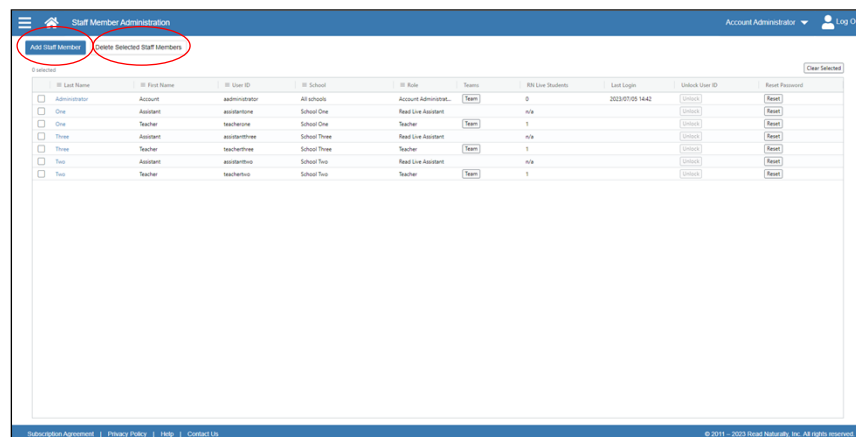 Staff Member Administration Account Administrator Log O
Add Staff Member Delete Selected Staff Members
0 selected Clear Selected
Last Name First Name User ID School Role Teams RN Live Students Last Login Unlock User ID Reset Password
Administrator Account aadministrator All schools Account Administrat... Team 0 2023/07/05 14:42 Unlock Reset
One Assistant assistantone School One Read Live Assistant n/a Unlock Reset
One Teacher teacherone School One Teacher Team 1 Unlock Reset
Three Assistant assistantthree School Three Read Live Assistant n/a Unlock Reset
Three Teacher teacherthree School Three Teacher Team 1 Unlock Reset
Two Assistant assistanttwo School Two Read Live Assistant n/a Unlock Reset
Two Teacher teachertwo School Two Teacher Team 1 Unlock Reset
Subscription Agreement | Privacy Policy | Help | Contact Us © 2011 – 2023 Read Naturally, Inc. All rights reserved.